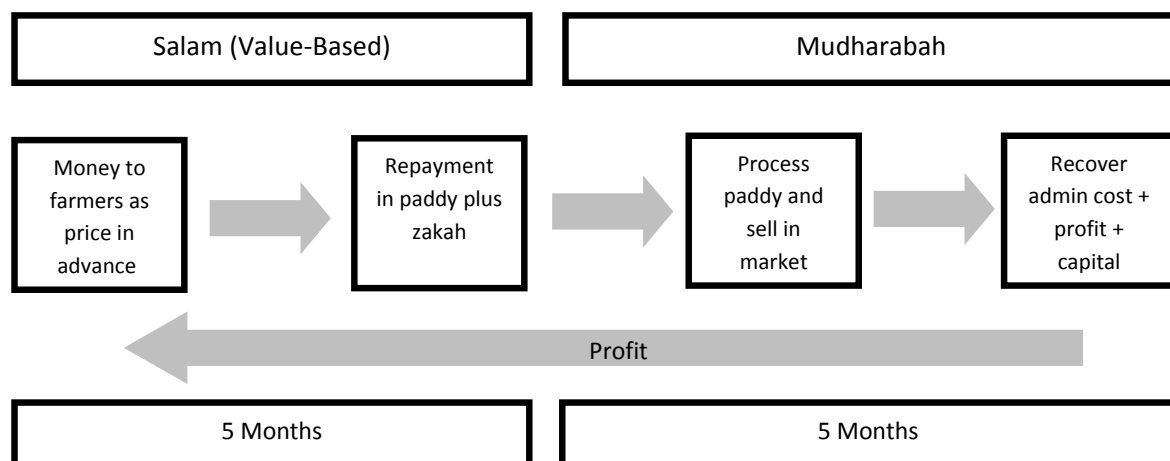 Salam (Value-Based)
Mudharabah
Money to
farmers as
price in
advance
Repayment
in paddy plus
zakah
Process
paddy and
sell in
market
Recover
admin cost +
profit +
capital
Profit
5 Months
5 Months